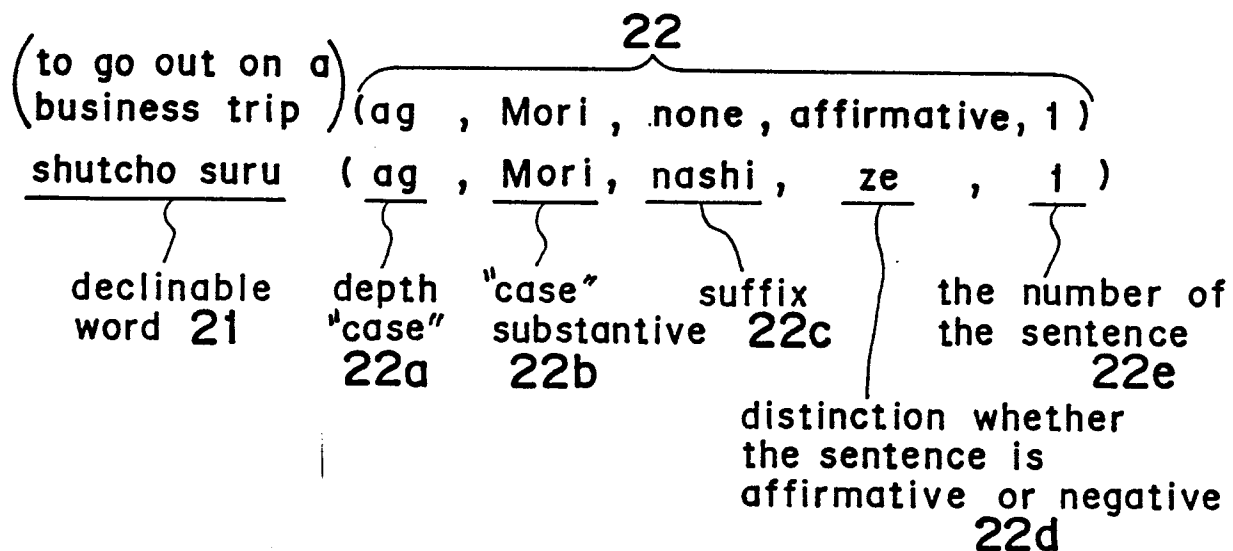 22
(to go out on a
business trip) (ag , Mori, none, affirmative, 1)
shutcho suru (ag , Mori, nashi, ze , 1)
declinable depth "case" suffix the number of
word 21 "case" substantive 22c the sentence
22a 22b 22e
distinction whether
the sentence is
affirmative or negative
22d